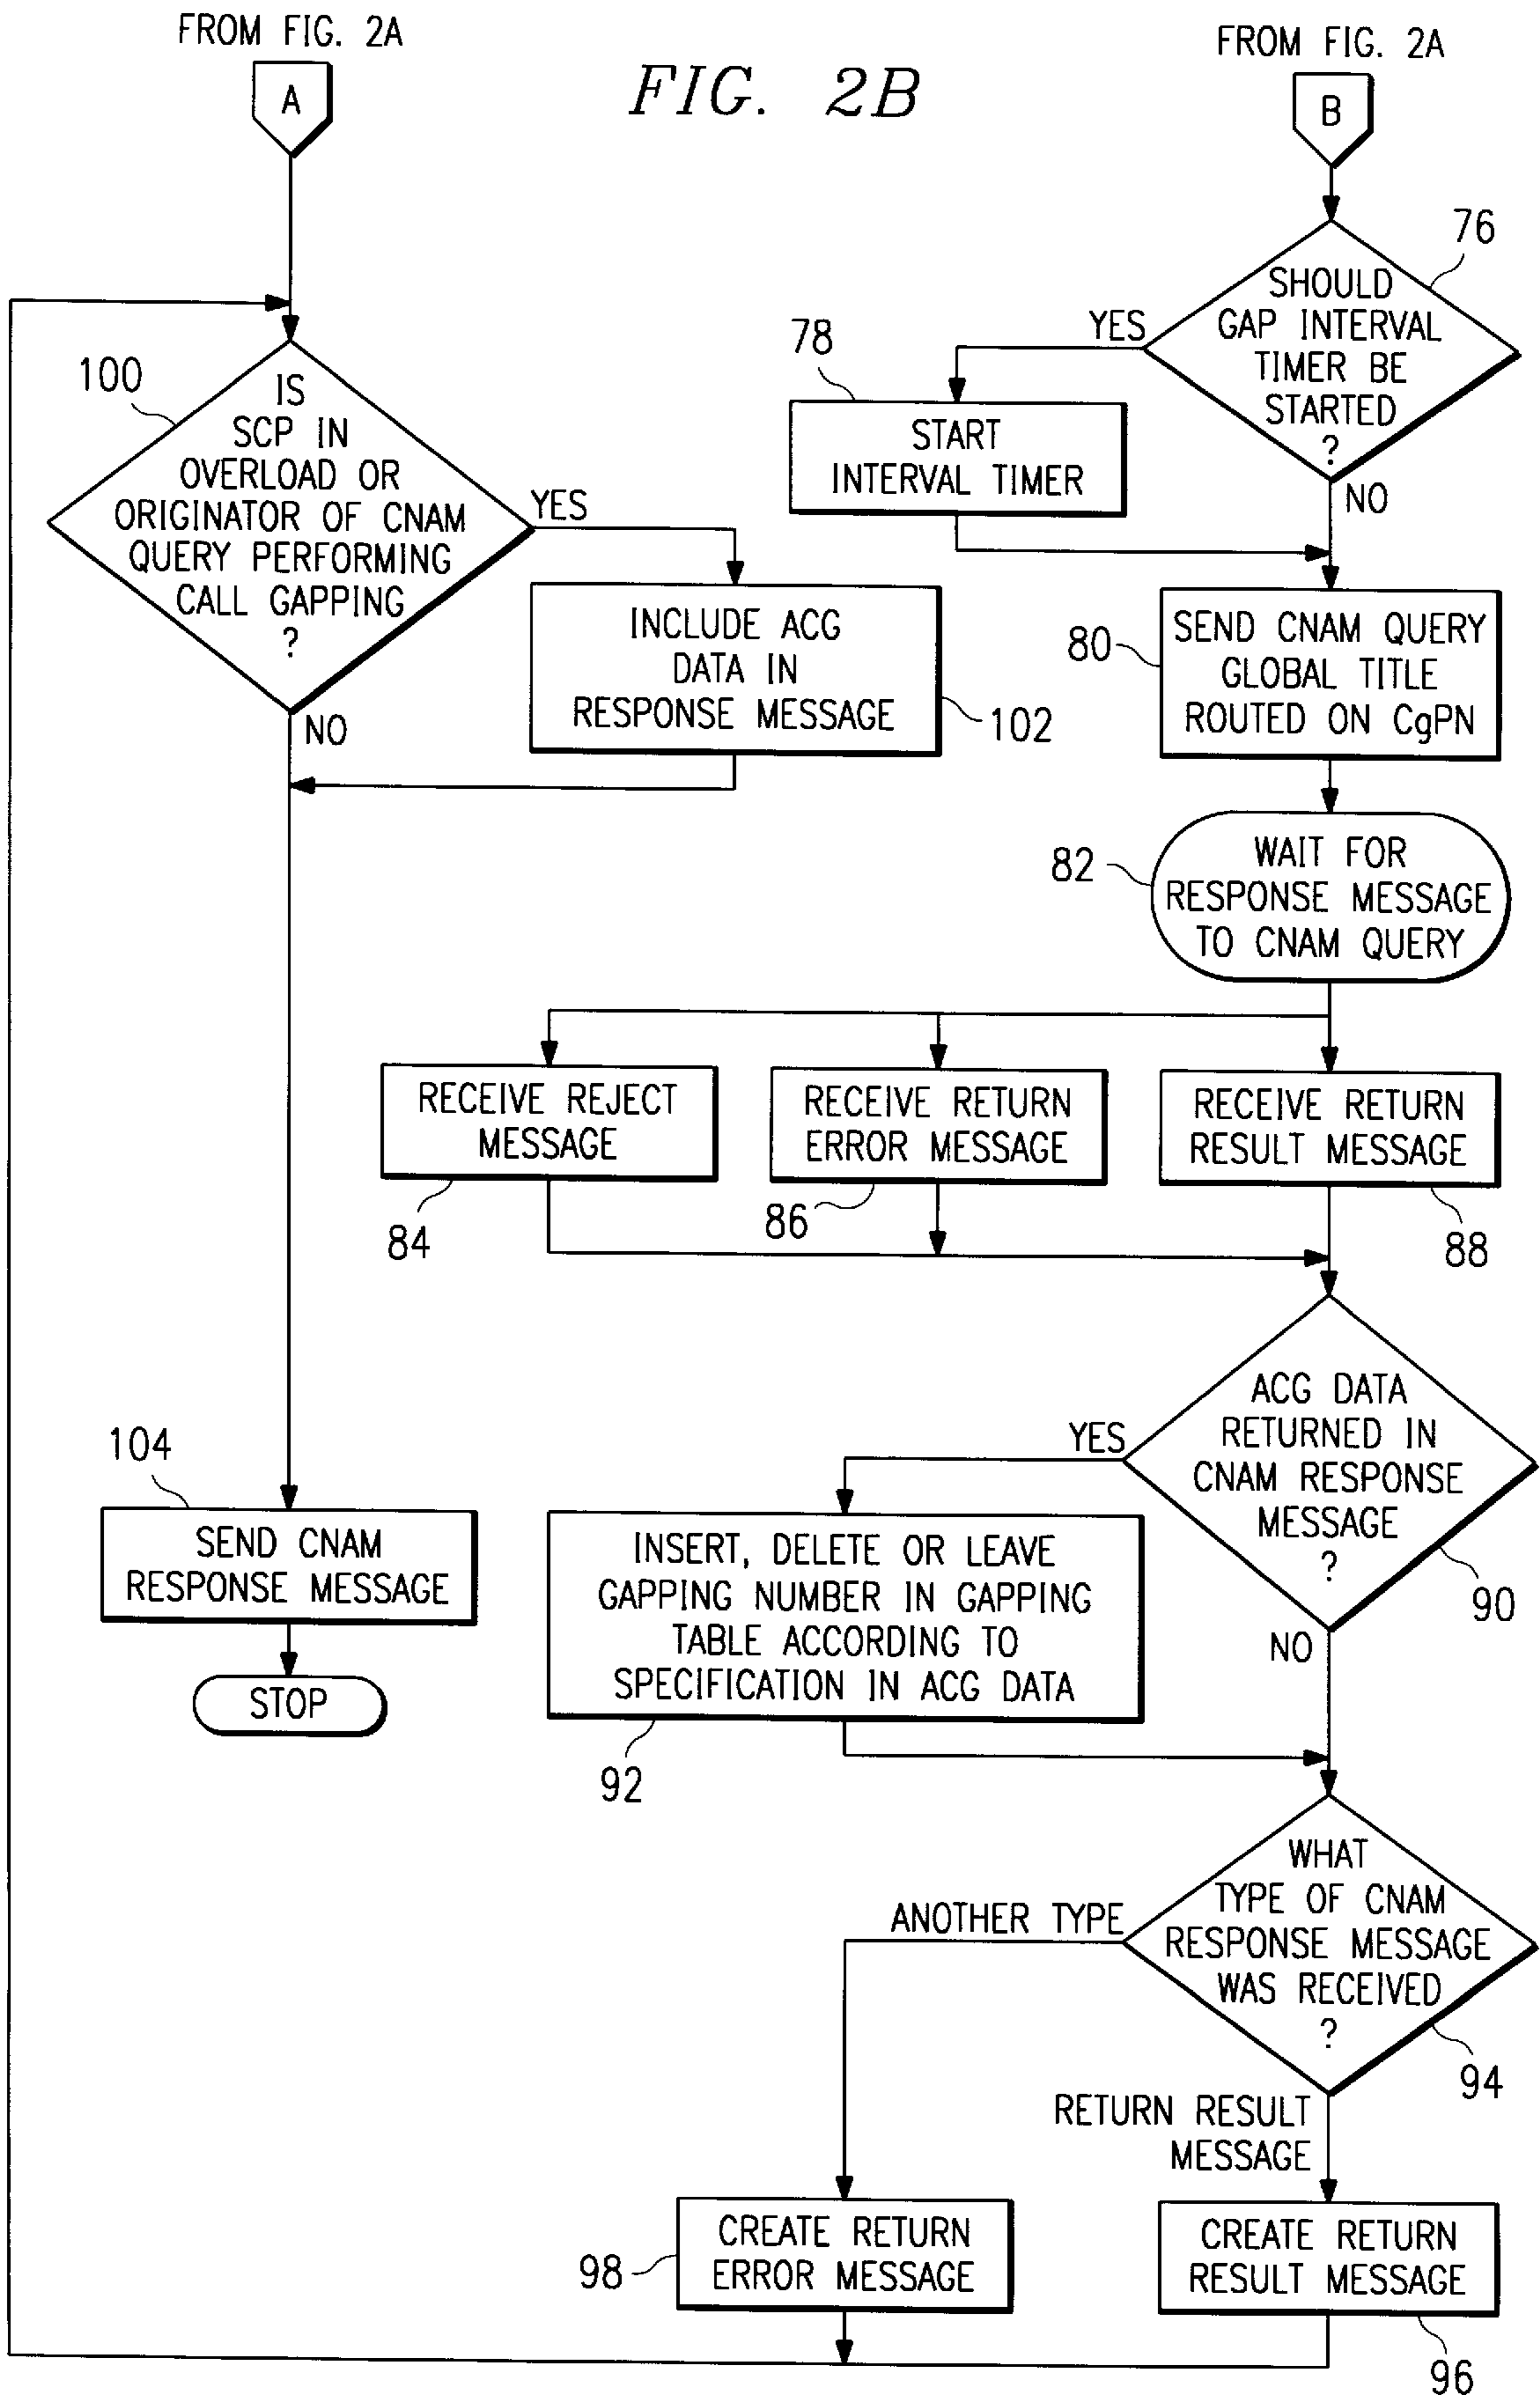 FROM FIG. 2A
A
FIG. 2B
FROM FIG. 2A
B
76
SHOULD
GAP INTERVAL
TIMER BE
STARTED
?
YES
NO
78
START
INTERVAL TIMER
100
IS
SCP IN
OVERLOAD OR
ORIGINATOR OF CNAM
QUERY PERFORMING
CALL GAPPING
?
YES
NO
INCLUDE ACG
DATA IN
RESPONSE MESSAGE
102
80
SEND CNAM QUERY
GLOBAL TITLE
ROUTED ON CgPN
82
WAIT FOR
RESPONSE MESSAGE
TO CNAM QUERY
RECEIVE REJECT
MESSAGE
84
RECEIVE RETURN
ERROR MESSAGE
86
RECEIVE RETURN
RESULT MESSAGE
88
ACG DATA
RETURNED IN
CNAM RESPONSE
MESSAGE
?
90
YES
NO
104
SEND CNAM
RESPONSE MESSAGE
STOP
INSERT, DELETE OR LEAVE
GAPPING NUMBER IN GAPPING
TABLE ACCORDING TO
SPECIFICATION IN ACG DATA
92
WHAT
TYPE OF CNAM
RESPONSE MESSAGE
WAS RECEIVED
?
94
ANOTHER TYPE
RETURN RESULT
MESSAGE
98
CREATE RETURN
ERROR MESSAGE
CREATE RETURN
RESULT MESSAGE
96